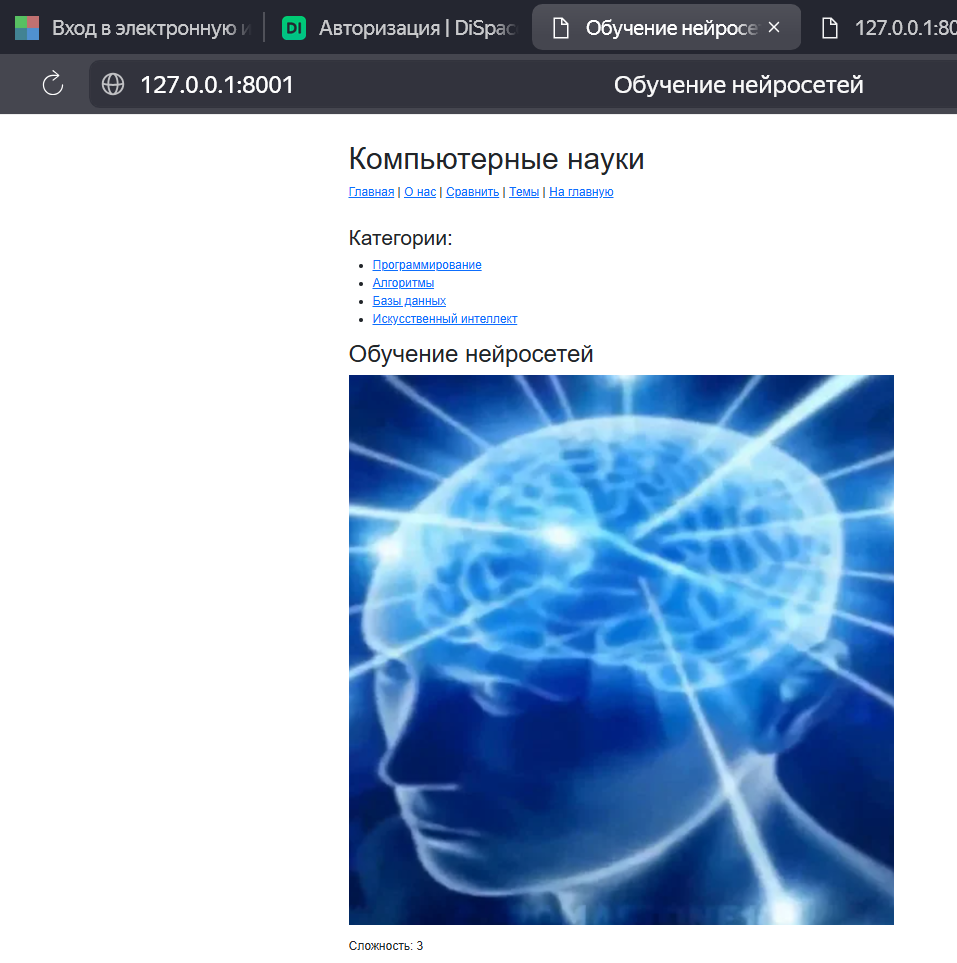 Вход в электронную и
DI Авторизация | DiSpac
Обучение нейросе
127.0.0.1:80
127.0.0.1:8001
Обучение нейросетей
Компьютерные науки
Главная | О нас | Сравнить | Темы | На главную
Категории:
Программирование
Алгоритмы
Базы данных
Искусственный интеллект
Обучение нейросетей
Сложность: 3